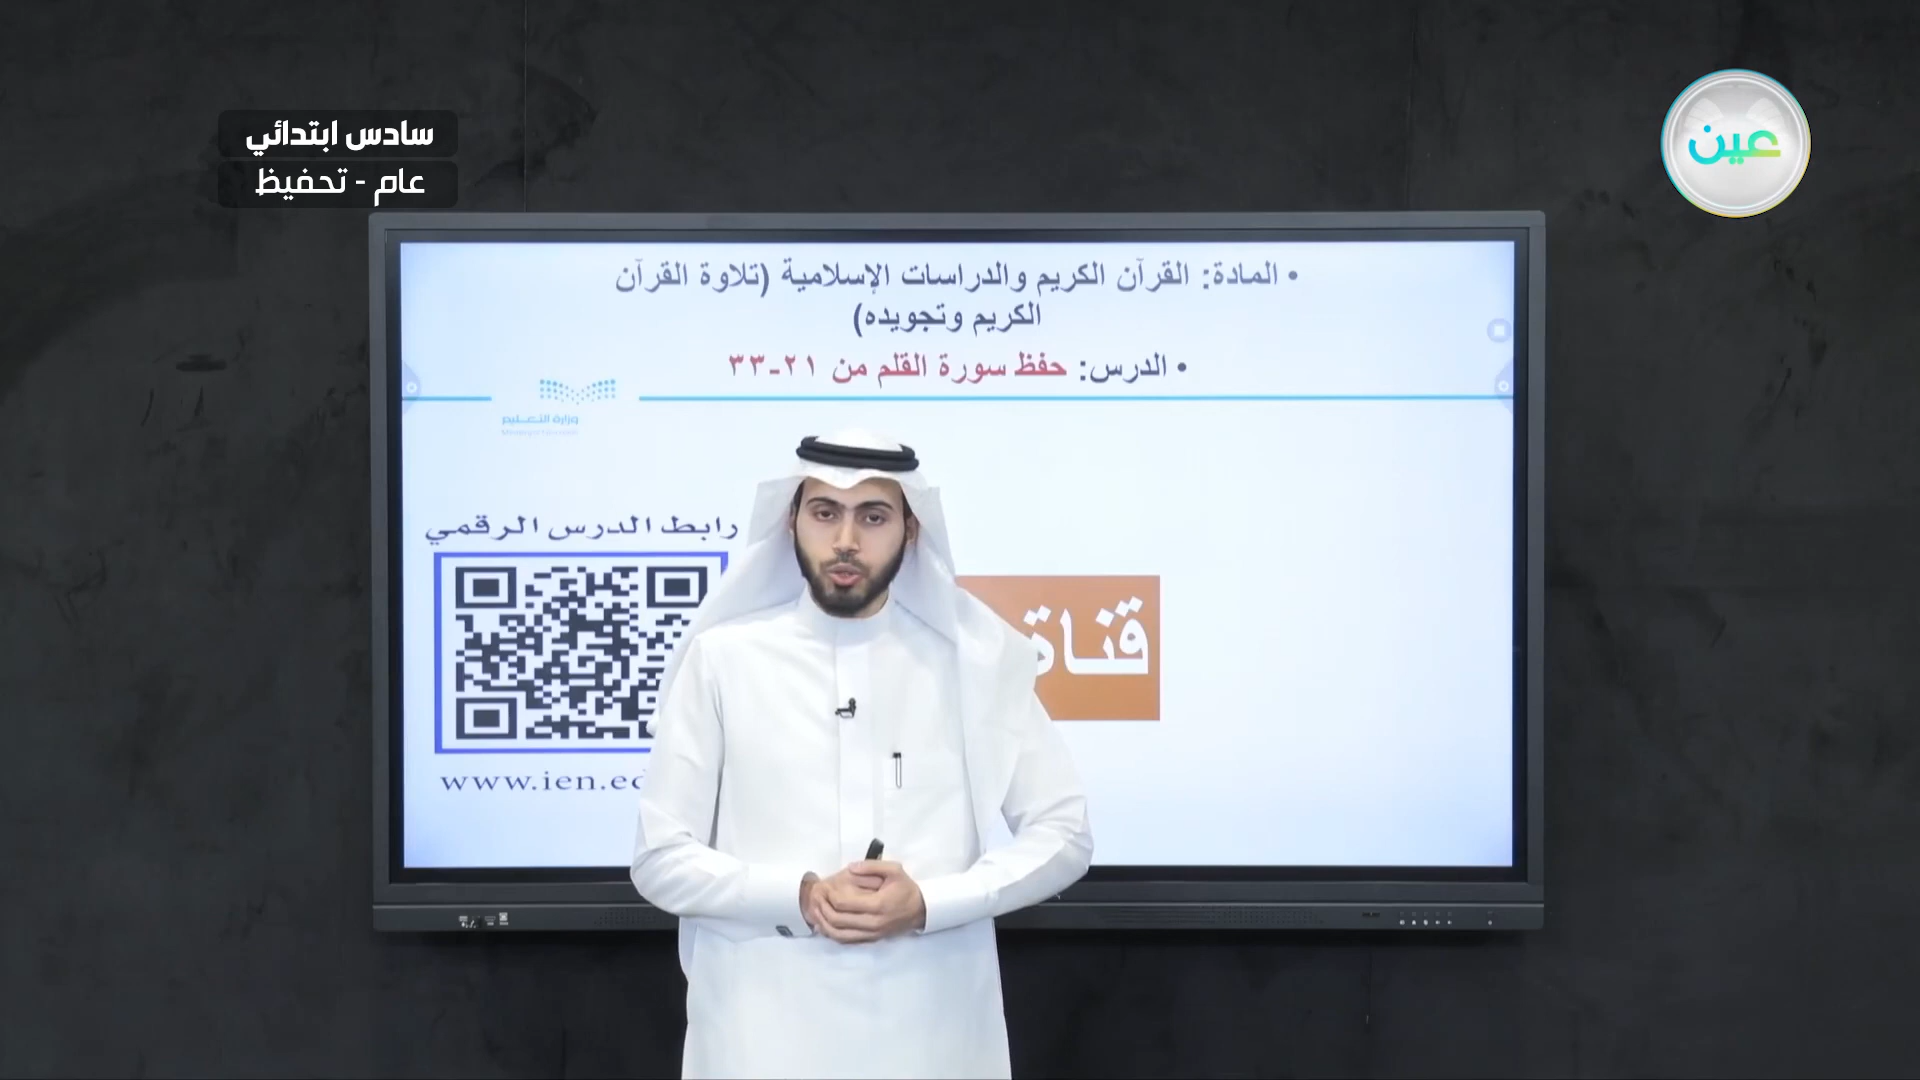 سادس ابتدائي
عام - تحفيظ
عين
• المادة: القرآن الكريم والدراسات الإسلامية (تلاوة القرآن
الكريم وتجويده)
• الدرس: حفظ سورة القلم من ٢١-٣٣
وزارة التعليم
رابط الدرس الرقمي
قناة
www.ien.ed